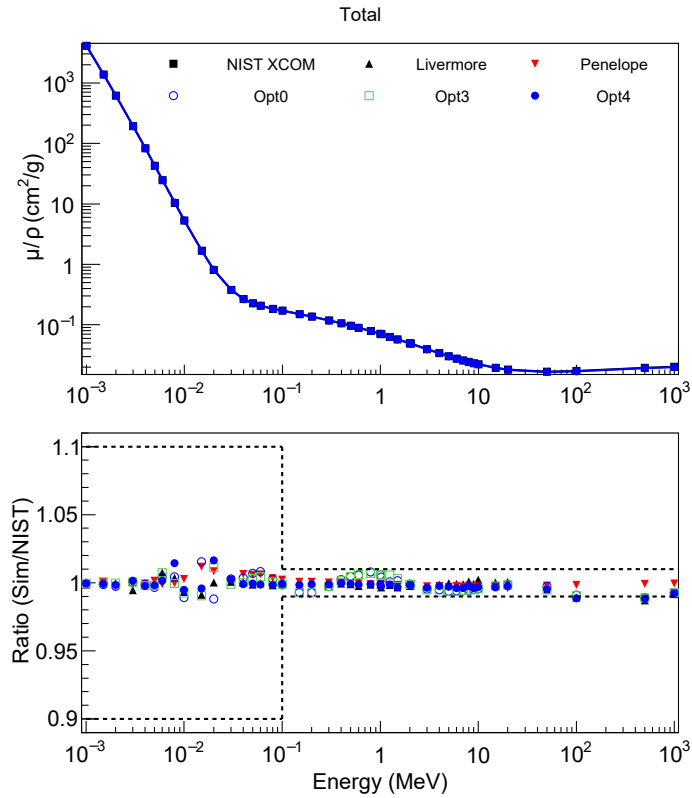 Total
NIST XCOM Livermore Penelope
Opt0 Opt3 Opt4
μ/ρ (cm²/g)
10³
10²
10
1
10⁻¹
10⁻³ 10⁻² 10⁻¹ 1 10 10² 10³
Ratio (Sim/NIST)
1.1
1.05
1
0.95
0.9
10⁻³ 10⁻² 10⁻¹ 1 10 10² 10³
Energy (MeV)